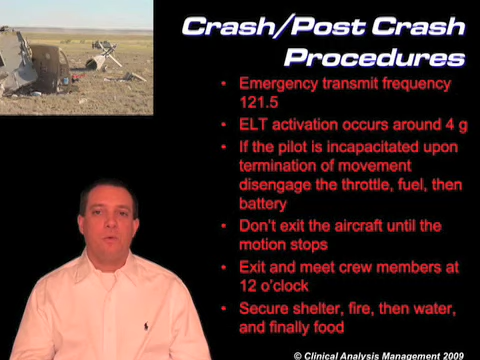 Crash/Post Crash
Procedures
• Emergency transmit frequency
121.5
• ELT activation occurs around 4 g
• If the pilot is incapacitated upon
termination of movement
disengage the throttle, fuel, then
battery
• Don't exit the aircraft until the
motion stops
• Exit and meet crew members at
12 o'clock
• Secure shelter, fire, then water,
and finally food
© Clinical Analysis Management 2009